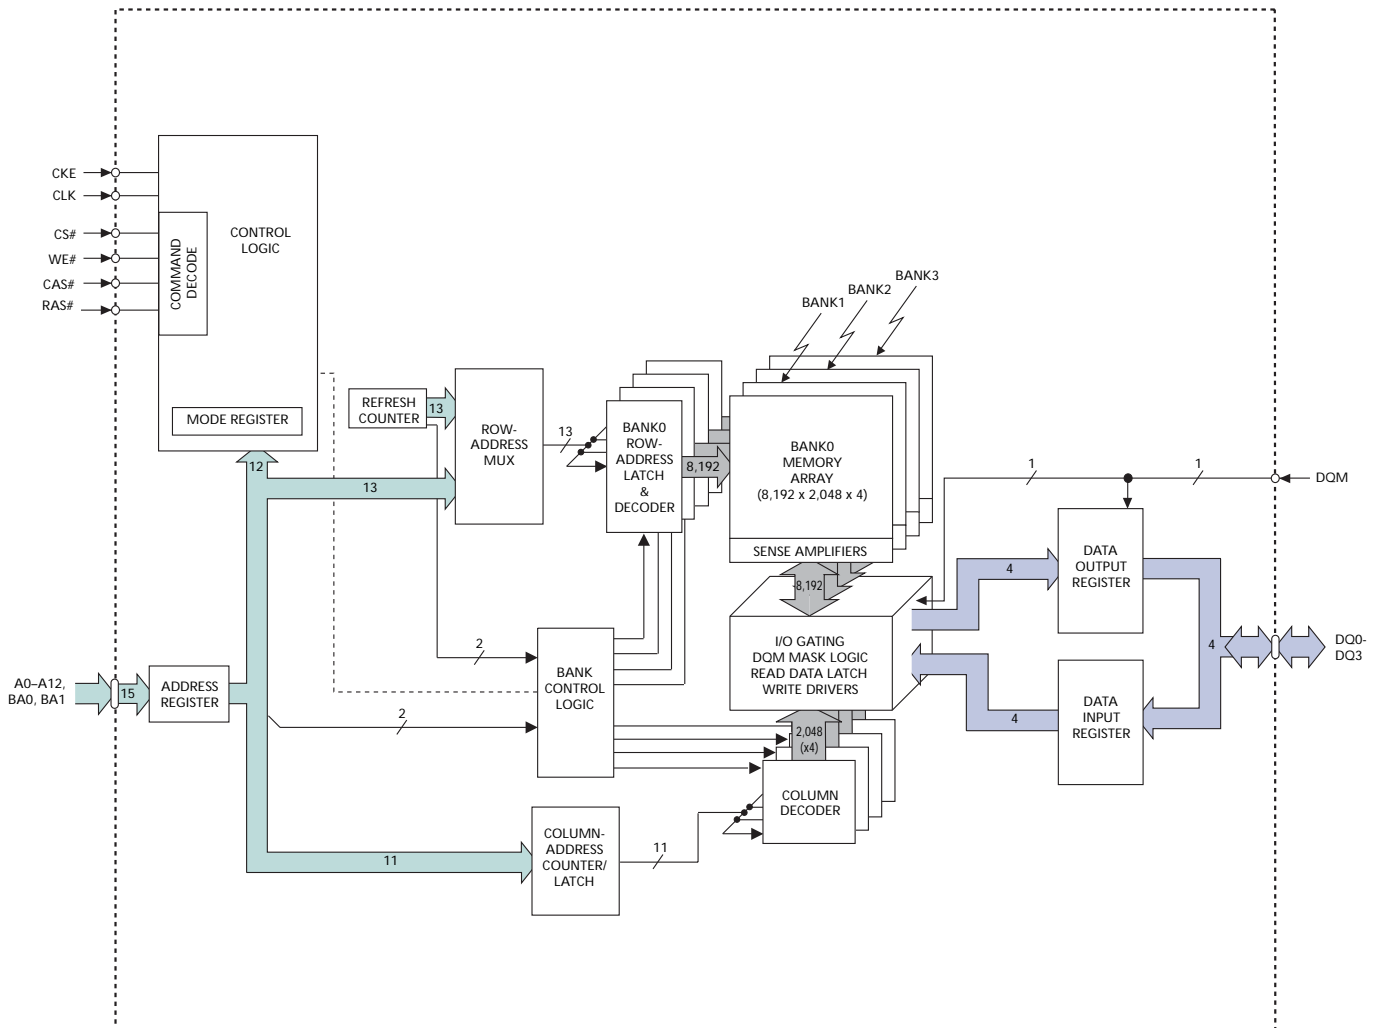 CKE
CLK
CS#
WE#
CAS#
RAS#
CONTROL
LOGIC
COMMAND
DECODE
MODE REGISTER
12
REFRESH
COUNTER
13
13
ROW-
ADDRESS
MUX
13
BANK0
ROW-
ADDRESS
LATCH
&
DECODER
8,192
BANK1
BANK2
BANK3
BANK0
MEMORY
ARRAY
(8,192 x 2,048 x 4)
SENSE AMPLIFIERS
8,192
I/O GATING
DQM MASK LOGIC
READ DATA LATCH
WRITE DRIVERS
1
1
DQM
DATA
OUTPUT
REGISTER
4
4
DQ0-
DQ3
DATA
INPUT
REGISTER
4
A0–A12,
BA0, BA1
15
ADDRESS
REGISTER
2
2
BANK
CONTROL
LOGIC
2,048
(x4)
COLUMN
DECODER
COLUMN-
ADDRESS
COUNTER/
LATCH
11
11